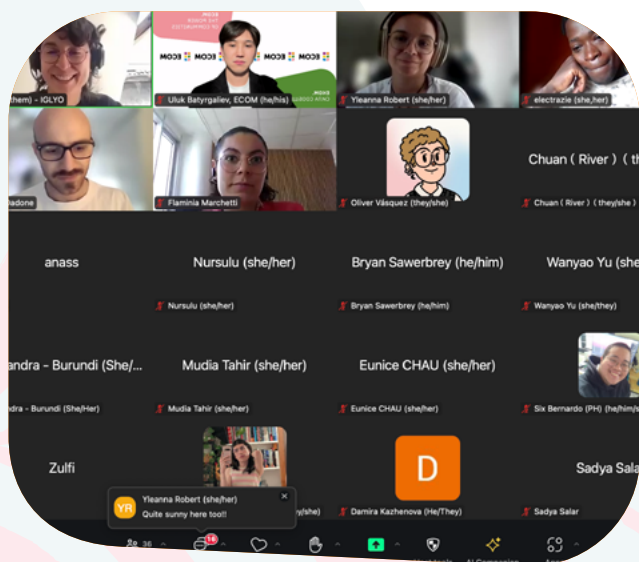 them) - IGLYO
ECOM
Uluk Batyrgaliev, ECOM (he/his)
Yleanna Robert (she/her)
electrazie (she,her)
Flaminia Marchetti
Oliver Vásquez (they/she)
Chuan ( River ) ( th
Chuan ( River ) ( they/she )
anass
Nursulu (she/her)
Nursulu (she/her)
Bryan Sawerbrey (he/him)
Bryan Sawerbrey (he/him)
Wanyao Yu (she
Wanyao Yu (she/they)
andra - Burundi (She/...
ndra - Burundi (She/Her)
Mudia Tahir (she/her)
Mudia Tahir (she/her)
Eunice CHAU (she/her)
Eunice CHAU (she/her)
Six Bernardo (PH) (he/him/s
Zulfi
YR
Yleanna Robert (she/her)
Quite sunny here too!!
y/she)
D
Damira Kazhenova (He/They)
Sadya Sala
Sadya Salar
36
16